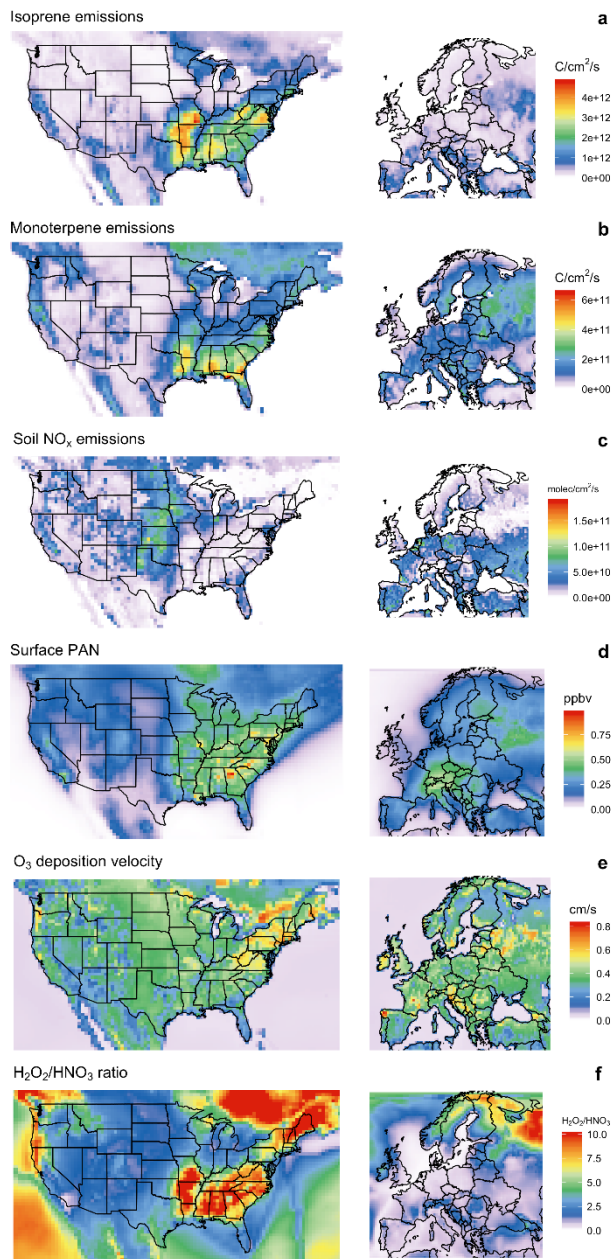 Isoprene emissions
a
C/cm²/s
4e+12
3e+12
2e+12
1e+12
0e+00
Monoterpene emissions
b
C/cm²/s
6e+11
4e+11
2e+11
0e+00
Soil NOₓ emissions
c
molec/cm²/s
1.5e+11
1.0e+11
5.0e+10
0.0e+00
Surface PAN
d
ppbv
0.75
0.50
0.25
0.00
O₃ deposition velocity
e
cm/s
0.8
0.6
0.4
0.2
0.0
H₂O₂/HNO₃ ratio
f
H₂O₂/HNO₃
10.0
7.5
5.0
2.5
0.0